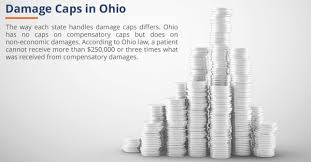 Damage Caps in Ohio
The way each state handles damage caps differs. Ohio
has no caps on compensatory caps but does on
non-economic damages. According to Ohio law, a patient
cannot receive more than $250,000 or three times what
was received from compensatory damages.